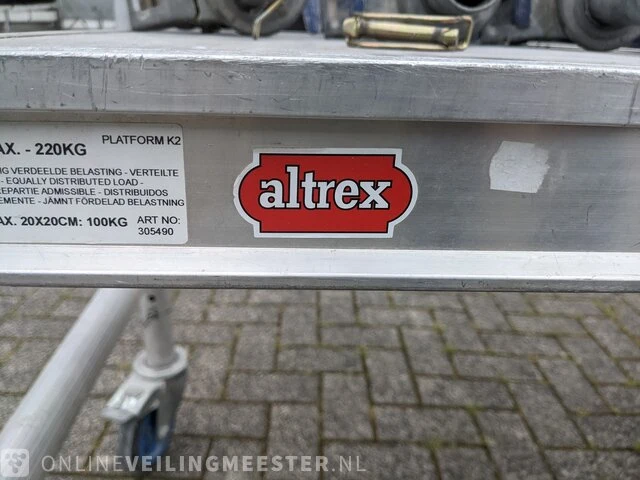 AX. - 220KG
PLATFORM K2
IG VERDEELDE BELASTING - VERTEILTE
- EQUALLY DISTRIBUTED LOAD -
REPARTIE ADMISSIBLE - DISTRIBUIDOS
EMENTE - JÄMNT FÖRDELAD BELASTNING
AX. 20X20CM: 100KG
ART NO:
305490
altrex
ONLINEVEILINGMEESTER.NL